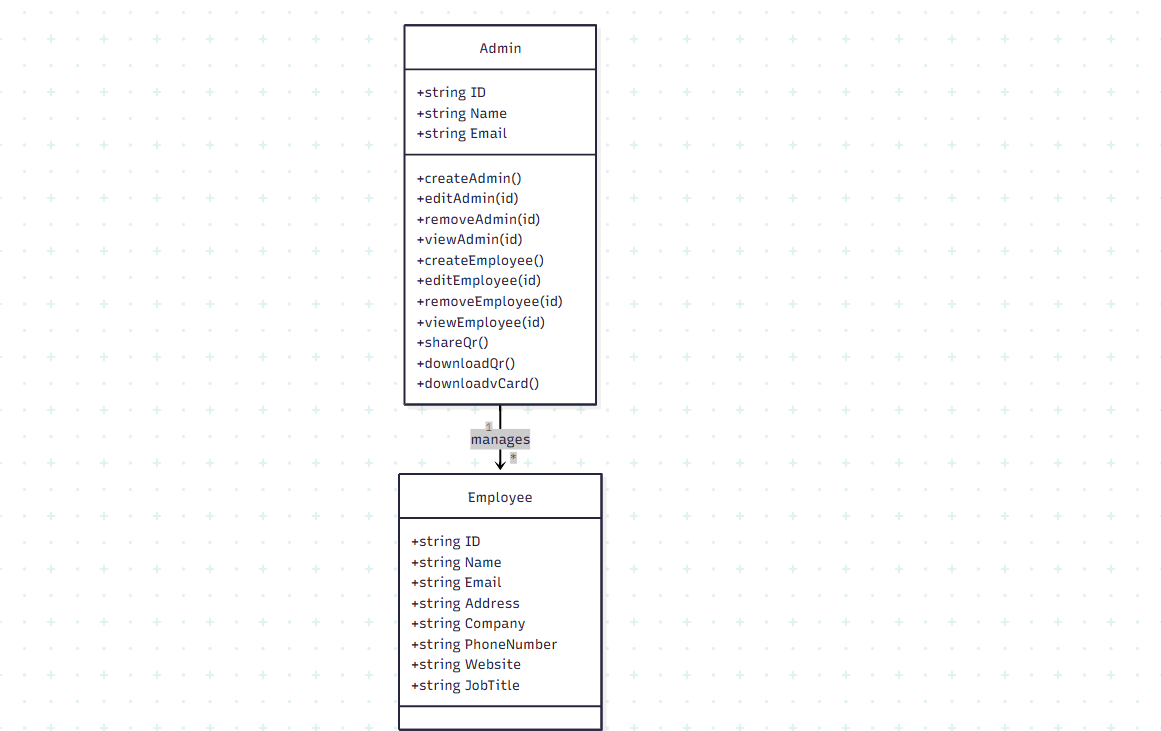 Admin
+string ID
+string Name
+string Email
+createAdmin()
+editAdmin(id)
+removeAdmin(id)
+viewAdmin(id)
+createEmployee()
+editEmployee(id)
+removeEmployee(id)
+viewEmployee(id)
+shareQr()
+downloadQr()
+downloadvCard()
1
manages
*
Employee
+string ID
+string Name
+string Email
+string Address
+string Company
+string PhoneNumber
+string Website
+string JobTitle